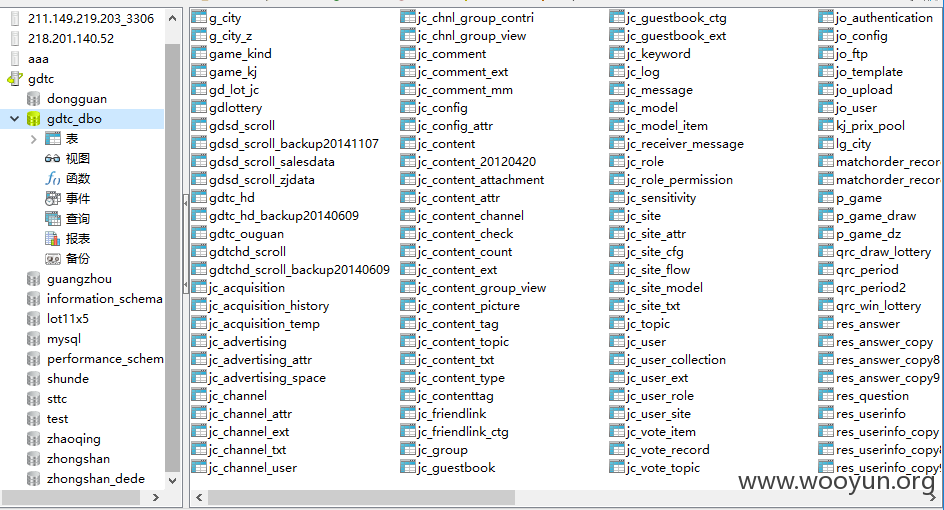 211.149.219.203_3306
218.201.140.52
aaa
gdtc
dongguan
gdtc_dbo
表
视图
函数
事件
查询
报表
备份
guangzhou
information_schema
lot11x5
mysql
performance_schem
shunde
sttc
test
zhaoqing
zhongshan
zhongshan_dede
g_city
g_city_z
game_kind
game_kj
gd_lot_jc
gdlottery
gdsd_scroll
gdsd_scroll_backup20141107
gdsd_scroll_salesdata
gdsd_scroll_zjdata
gdtc_hd
gdtc_hd_backup20140609
gdtc_ouguan
gdtchd_scroll
gdtchd_scroll_backup20140609
jc_acquisition
jc_acquisition_history
jc_acquisition_temp
jc_advertising
jc_advertising_attr
jc_advertising_space
jc_channel
jc_channel_attr
jc_channel_ext
jc_channel_txt
jc_channel_user
jc_chnl_group_contri
jc_chnl_group_view
jc_comment
jc_comment_ext
jc_comment_mm
jc_config
jc_config_attr
jc_content
jc_content_20120420
jc_content_attachment
jc_content_attr
jc_content_channel
jc_content_check
jc_content_count
jc_content_ext
jc_content_group_view
jc_content_picture
jc_content_tag
jc_content_topic
jc_content_txt
jc_content_type
jc_contenttag
jc_friendlink
jc_friendlink_ctg
jc_group
jc_guestbook
jc_guestbook_ctg
jc_guestbook_ext
jc_keyword
jc_log
jc_message
jc_model
jc_model_item
jc_receiver_message
jc_role
jc_role_permission
jc_sensitivity
jc_site
jc_site_attr
jc_site_cfg
jc_site_flow
jc_site_model
jc_site_txt
jc_topic
jc_user
jc_user_collection
jc_user_ext
jc_user_role
jc_user_site
jc_vote_item
jc_vote_record
jc_vote_topic
jo_authentication
jo_config
jo_ftp
jo_template
jo_upload
jo_user
kj_prix_pool
lg_city
matchorder_recor
matchorder_recor
p_game
p_game_draw
p_game_dz
qrc_draw_lottery
qrc_period
qrc_period2
qrc_win_lottery
res_answer
res_answer_copy
res_answer_copy8
res_answer_copy9
res_question
res_userinfo
res_userinfo_copy
res_userinfo_copy8
res_userinfo_copy9
www.wooyun.org